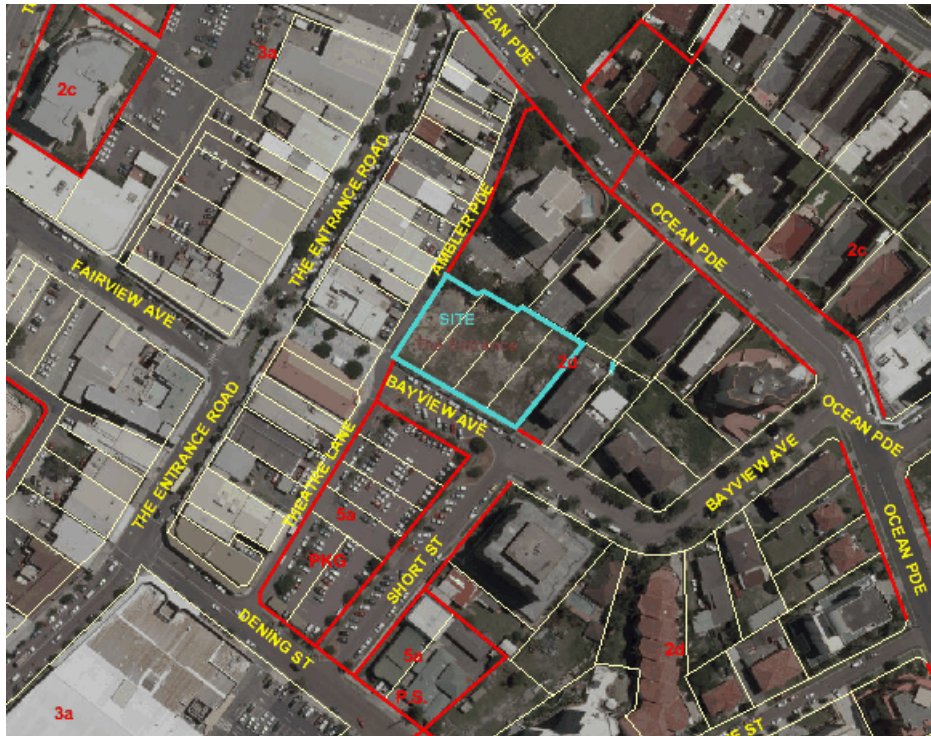 OCEAN PDE
3a
2c
THE ENTRANCE ROAD
AMBLER PDE
OCEAN PDE
OCEAN PDE
2c
FAIRVIEW AVE
SITE
The Entrance
2d
BAYVIEW AVE
OCEAN PDE
THE ENTRANCE ROAD
THEATRE LANE
BAYVIEW AVE
5a
PKG
SHORT ST
OCEAN PDE
DENING ST
5a
2d
P.S.
3a